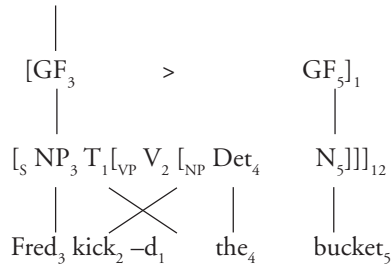 [GF₃ > GF₅]₁
[S NP₃ T₁[VP V₂ [NP Det₄ N₅]]]₁₂
Fred₃ kick₂ –d₁ the₄ bucket₅